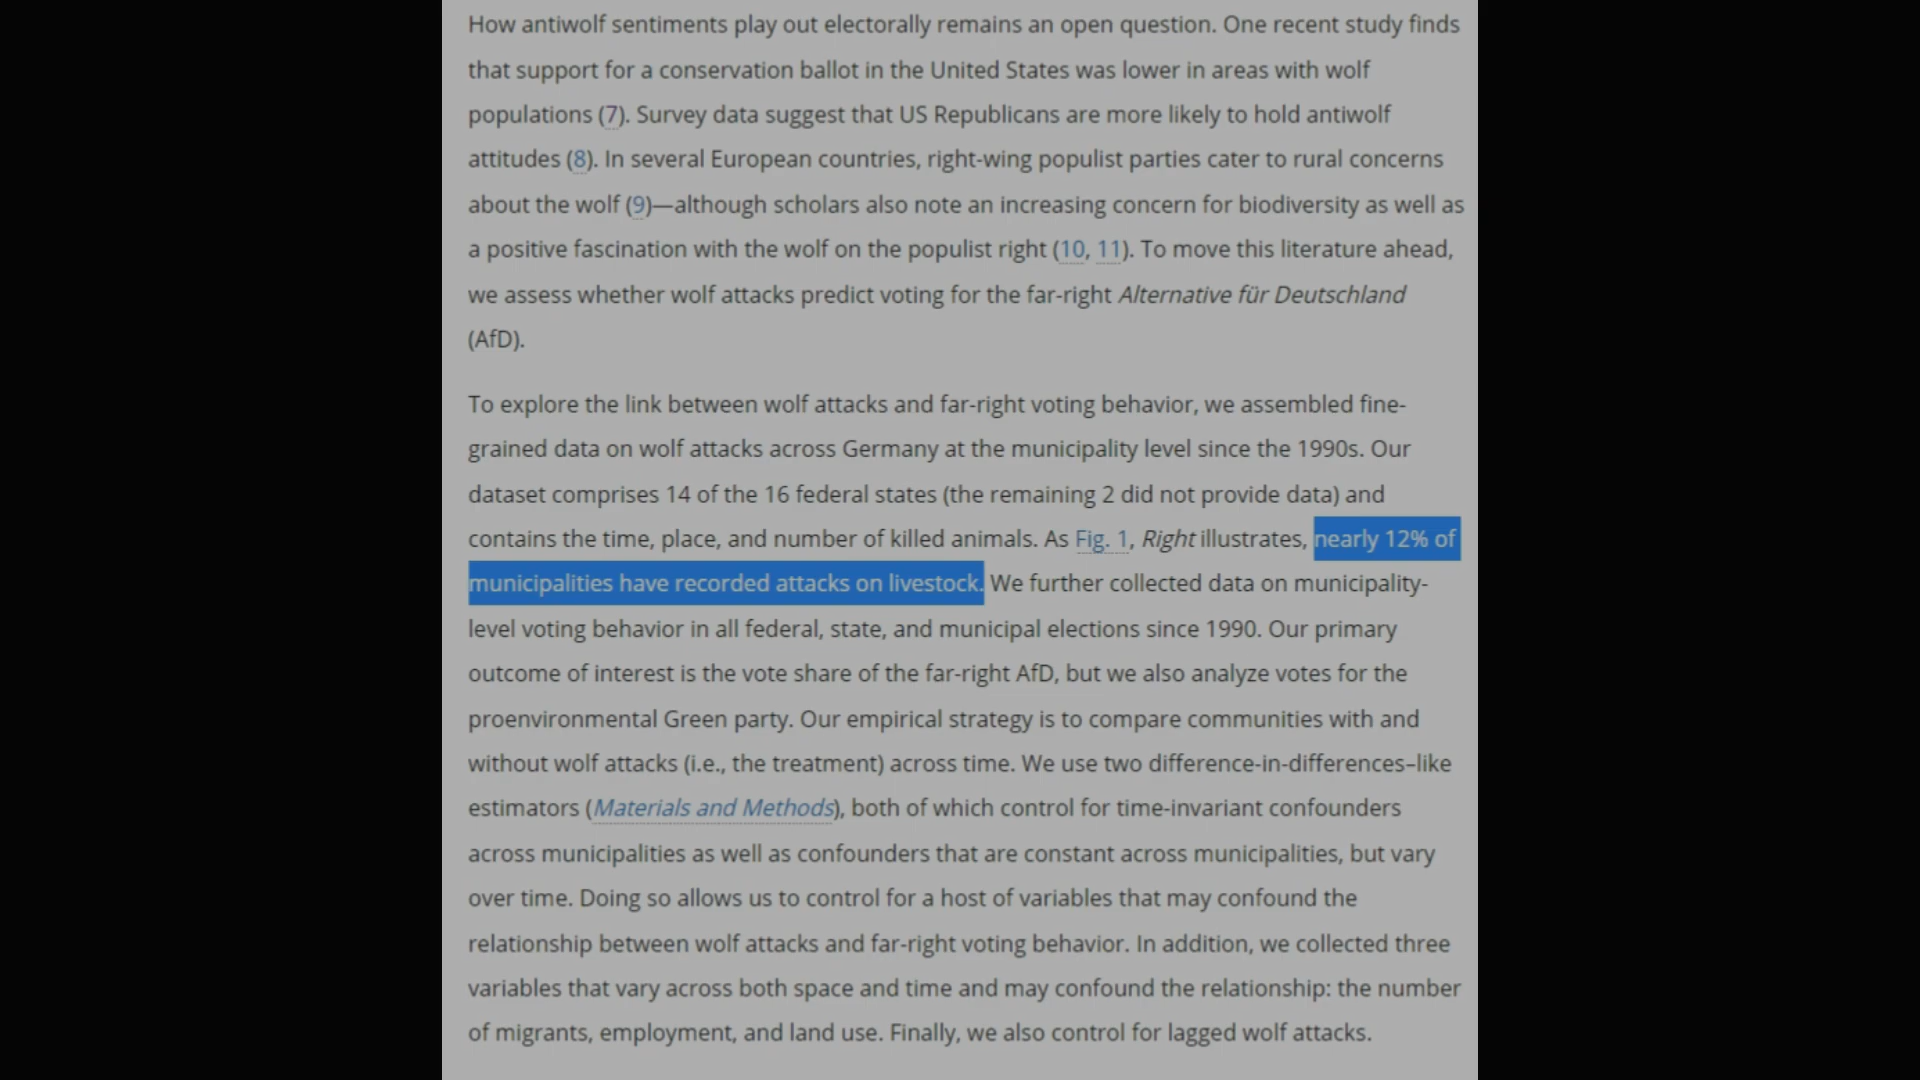 How antiwolf sentiments play out electorally remains an open question. One recent study finds
that support for a conservation ballot in the United States was lower in areas with wolf
populations (7). Survey data suggest that US Republicans are more likely to hold antiwolf
attitudes (8). In several European countries, right-wing populist parties cater to rural concerns
about the wolf (9)—although scholars also note an increasing concern for biodiversity as well as
a positive fascination with the wolf on the populist right (10, 11). To move this literature ahead,
we assess whether wolf attacks predict voting for the far-right Alternative für Deutschland
(AfD).
To explore the link between wolf attacks and far-right voting behavior, we assembled fine-
grained data on wolf attacks across Germany at the municipality level since the 1990s. Our
dataset comprises 14 of the 16 federal states (the remaining 2 did not provide data) and
contains the time, place, and number of killed animals. As Fig. 1, Right illustrates, nearly 12% of
municipalities have recorded attacks on livestock. We further collected data on municipality-
level voting behavior in all federal, state, and municipal elections since 1990. Our primary
outcome of interest is the vote share of the far-right AfD, but we also analyze votes for the
proenvironmental Green party. Our empirical strategy is to compare communities with and
without wolf attacks (i.e., the treatment) across time. We use two difference-in-differences–like
estimators (Materials and Methods), both of which control for time-invariant confounders
across municipalities as well as confounders that are constant across municipalities, but vary
over time. Doing so allows us to control for a host of variables that may confound the
relationship between wolf attacks and far-right voting behavior. In addition, we collected three
variables that vary across both space and time and may confound the relationship: the number
of migrants, employment, and land use. Finally, we also control for lagged wolf attacks.